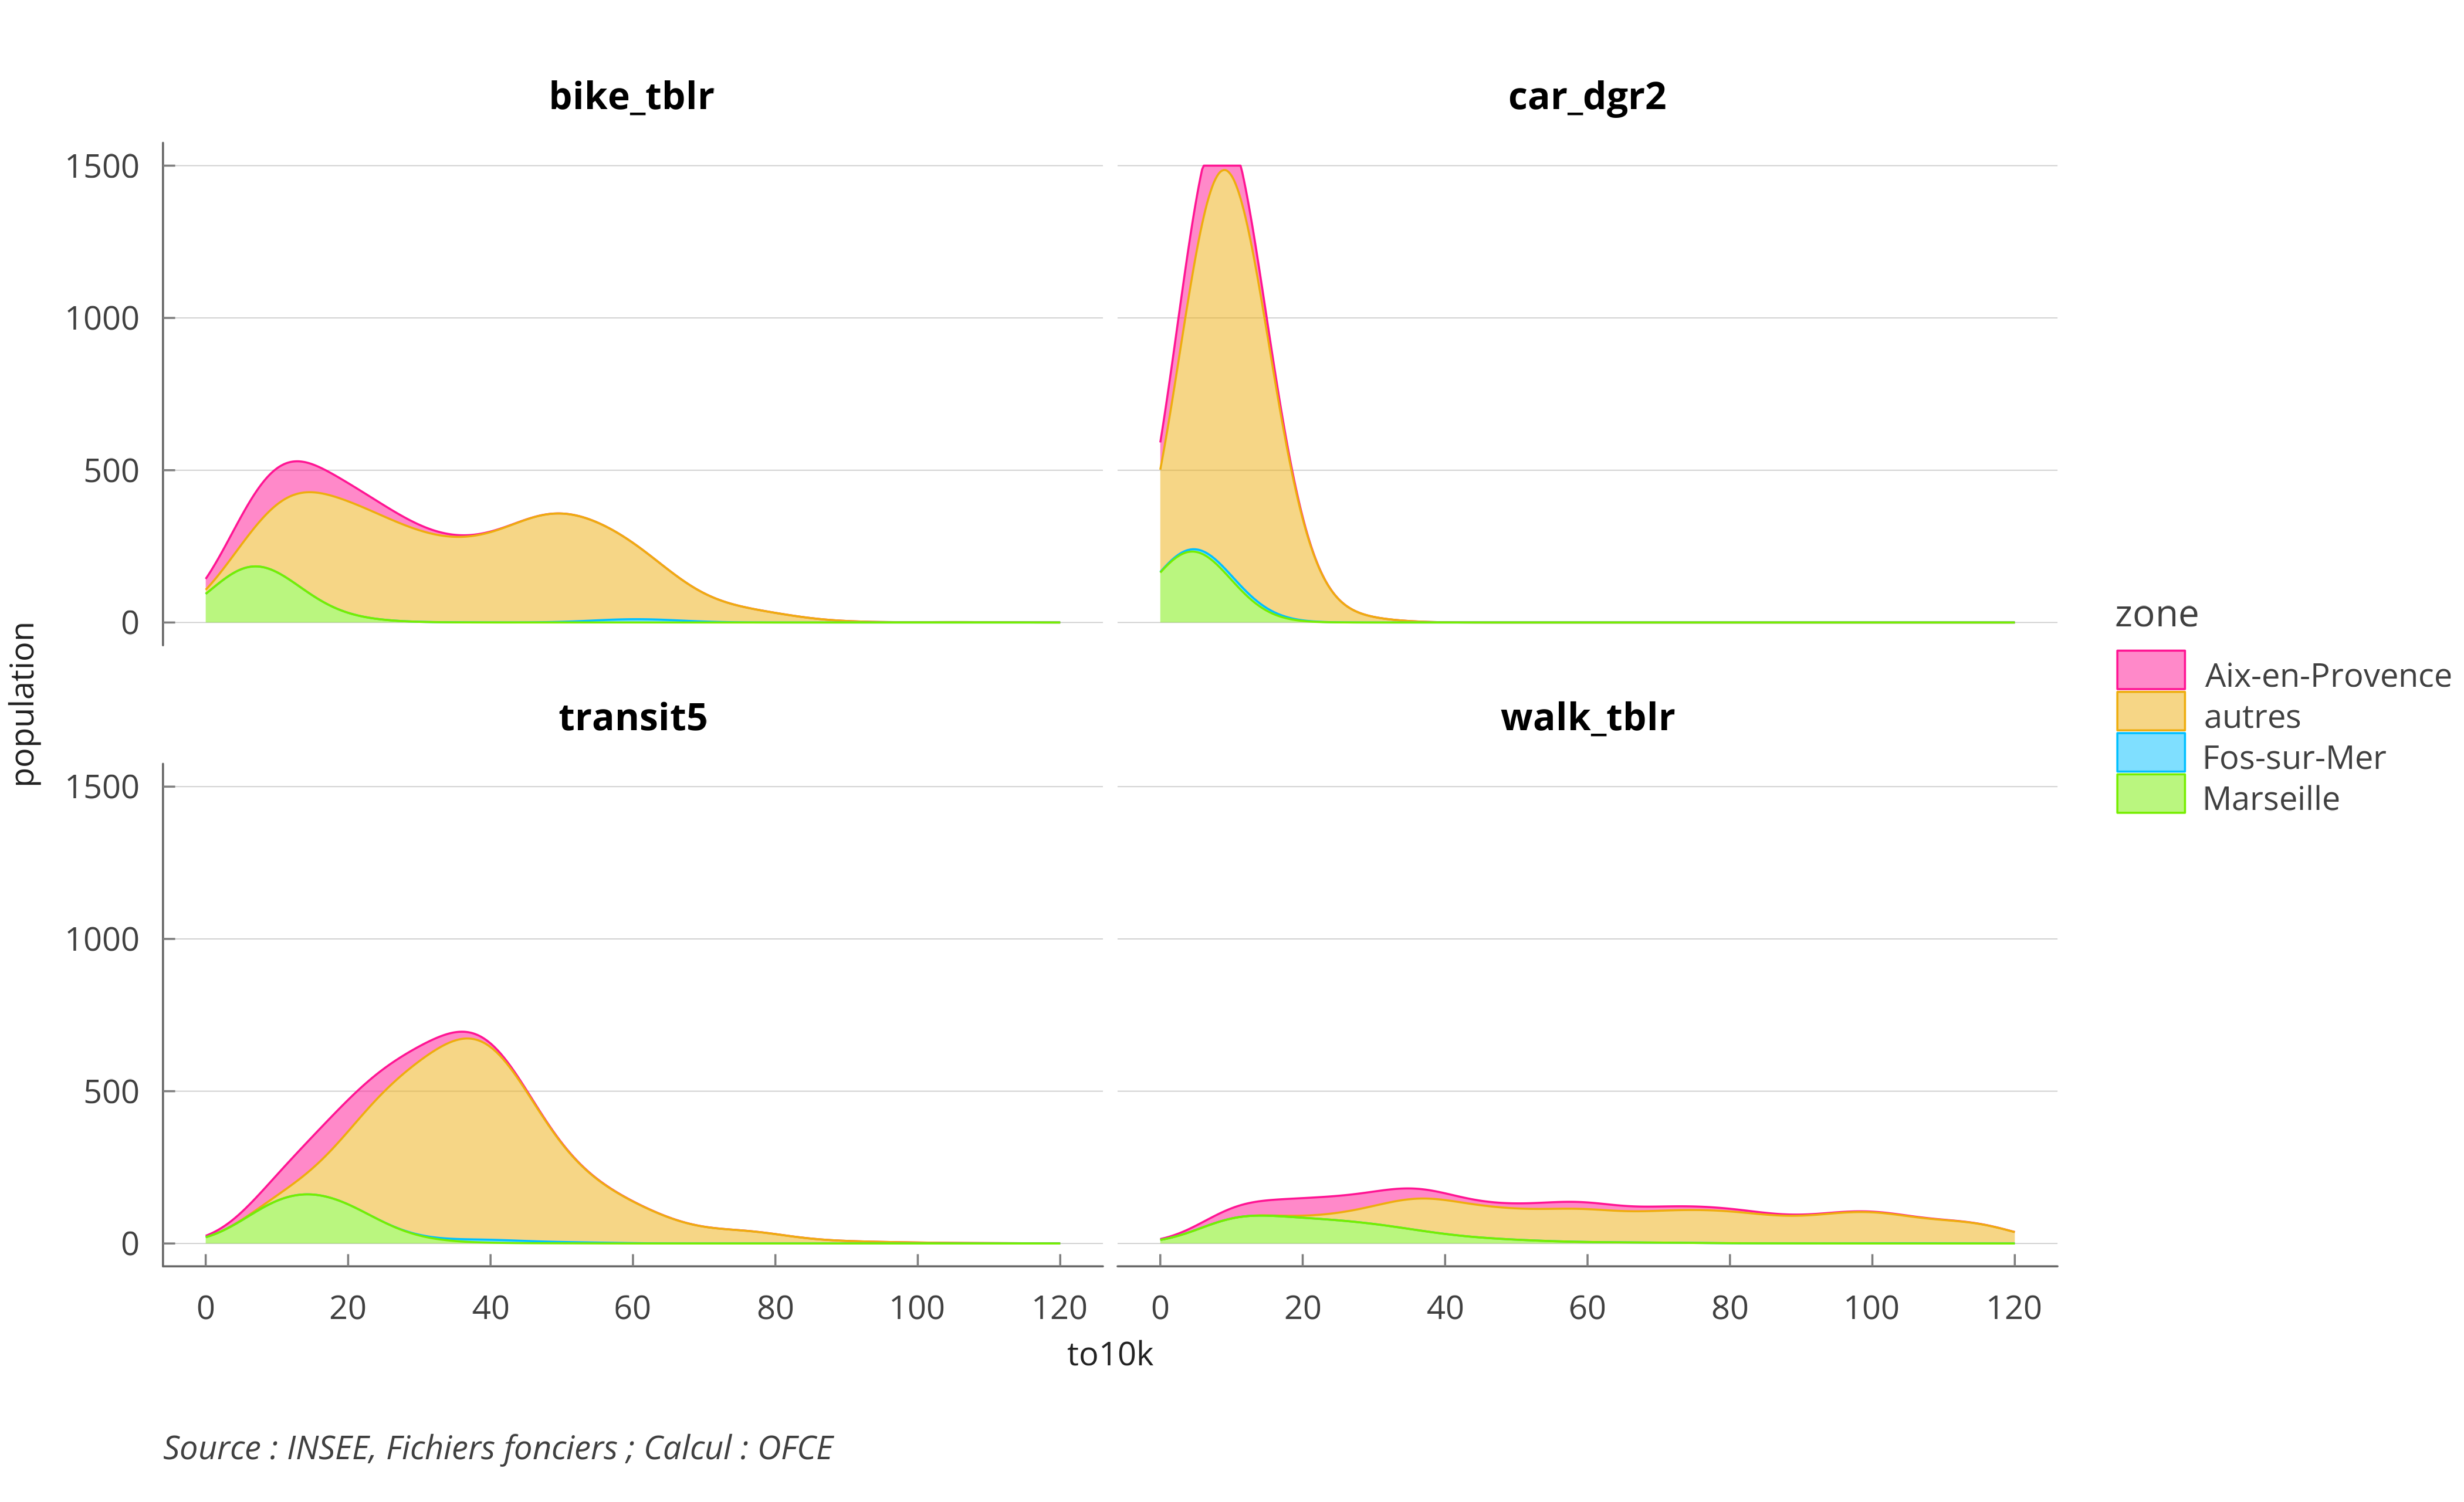 bike_tblr
car_dgr2
1500
1000
500
0
transit5
walk_tblr
1500
1000
500
0
0 20 40 60 80 100 120
0 20 40 60 80 100 120
to10k
population
zone
Aix-en-Provence
autres
Fos-sur-Mer
Marseille
Source : INSEE, Fichiers fonciers ; Calcul : OFCE